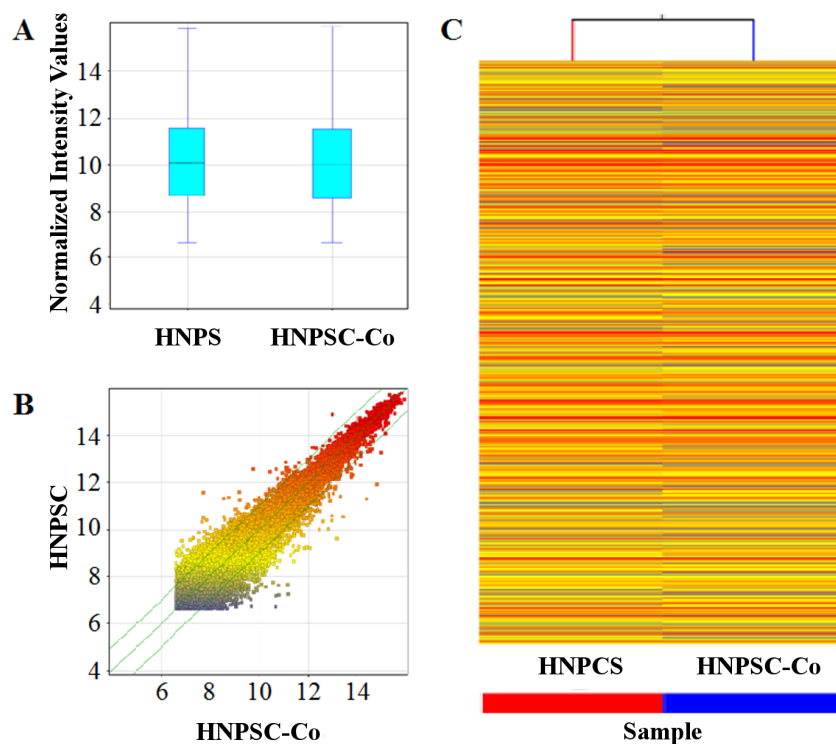 A
Normalized Intensity Values
14
12
10
8
6
4
HNPS HNPSC-Co
B
HNPSC
14
12
10
8
6
4
6 8 10 12 14
HNPSC-Co
C
HNPCS HNPSC-Co
Sample